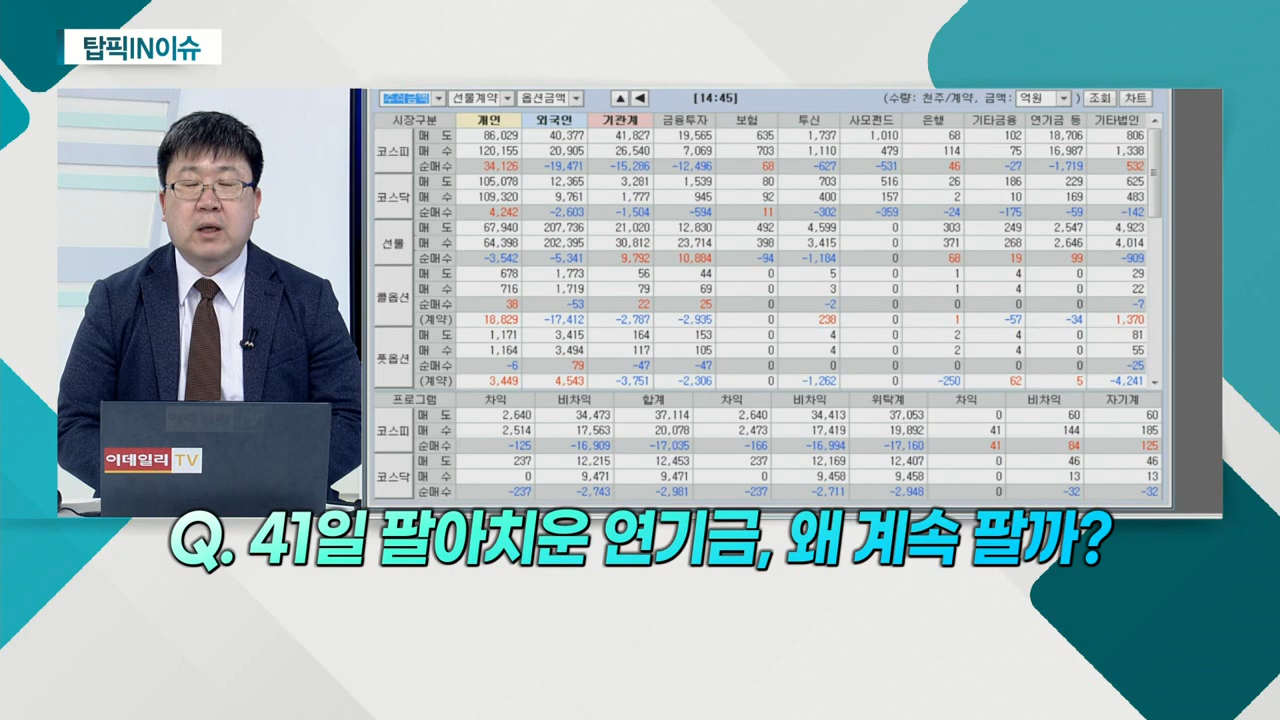 탑픽IN이슈
주식금액 선물계약 옵션금액 ▲ ◀ [14:45] (수량: 천주/계약, 금액: 억원 ) 조회 차트
시장구분 개인 외국인 기관계 금융투자 보험 투신 사모펀드 은행 기타금융 연기금 등 기타법인
코스피 매 도 86,029 40,377 41,827 19,565 635 1,737 1,010 68 102 18,706 806
매 수 120,155 20,905 26,540 7,069 703 1,110 479 114 75 16,987 1,338
순매수 34,126 -19,471 -15,286 -12,496 68 -627 -531 46 -27 -1,719 532
코스닥 매 도 105,078 12,365 3,281 1,539 80 703 516 26 186 229 625
매 수 109,320 9,761 1,777 945 92 400 157 2 10 169 483
순매수 4,242 -2,603 -1,504 -594 11 -302 -359 -24 -175 -59 -142
선물 매 도 67,940 207,736 21,020 12,830 492 4,599 0 303 249 2,547 4,923
매 수 64,398 202,395 30,812 23,714 398 3,415 0 371 268 2,646 4,014
순매수 -3,542 -5,341 9,792 10,884 -94 -1,184 0 68 19 99 -909
콜옵션 매 도 678 1,773 56 44 0 5 0 1 4 0 29
매 수 716 1,719 79 69 0 3 0 1 4 0 22
순매수 38 -53 22 25 0 -2 0 0 0 0 -7
(계약) 18,829 -17,412 -2,787 -2,935 0 238 0 1 -57 -34 1,370
풋옵션 매 도 1,171 3,415 164 153 0 4 0 2 4 0 81
매 수 1,164 3,494 117 105 0 4 0 2 4 0 55
순매수 -6 79 -47 -47 0 0 0 0 0 0 -25
(계약) 3,449 4,543 -3,751 -2,306 0 -1,262 0 -250 62 5 -4,241
프로그램 차익 비차익 합계 차익 비차익 위탁계 차익 비차익 자기계
코스피 매 도 2,640 34,473 37,114 2,640 34,413 37,053 0 60 60
매 수 2,514 17,563 20,078 2,473 17,419 19,892 41 144 185
순매수 -125 -16,909 -17,035 -166 -16,994 -17,160 41 84 125
코스닥 매 도 237 12,215 12,453 237 12,169 12,407 0 46 46
매 수 0 9,471 9,471 0 9,458 9,458 0 13 13
순매수 -237 -2,743 -2,981 -237 -2,711 -2,948 0 -32 -32
이데일리 TV
Q. 41일 팔아치운 연기금, 왜 계속 팔까?